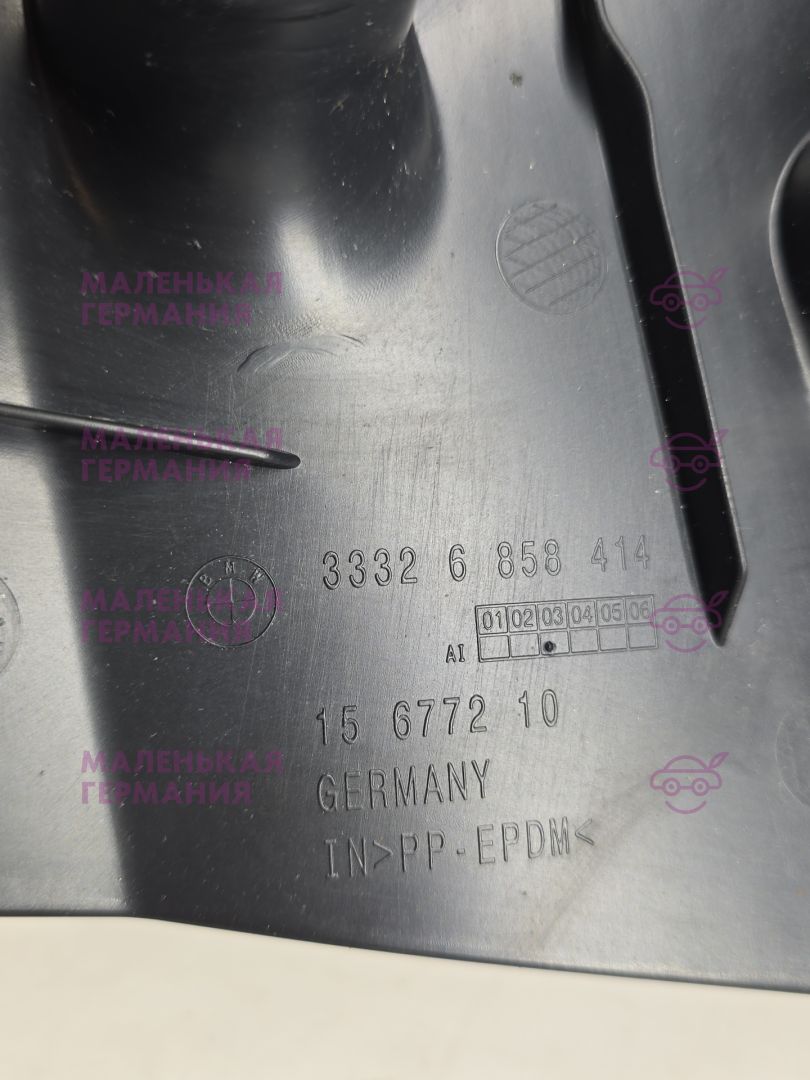 МАЛЕНЬКАЯ
ГЕРМАНИЯ
МАЛЕНЬКАЯ
ГЕРМАНИЯ
BMW
3332 6 858 414
МАЛЕНЬКАЯ
ГЕРМАНИЯ
01 02 03 04 05 06
AI
15 6772 10
МАЛЕНЬКАЯ
ГЕРМАНИЯ
GERMANY
IN>PP-EPDM<